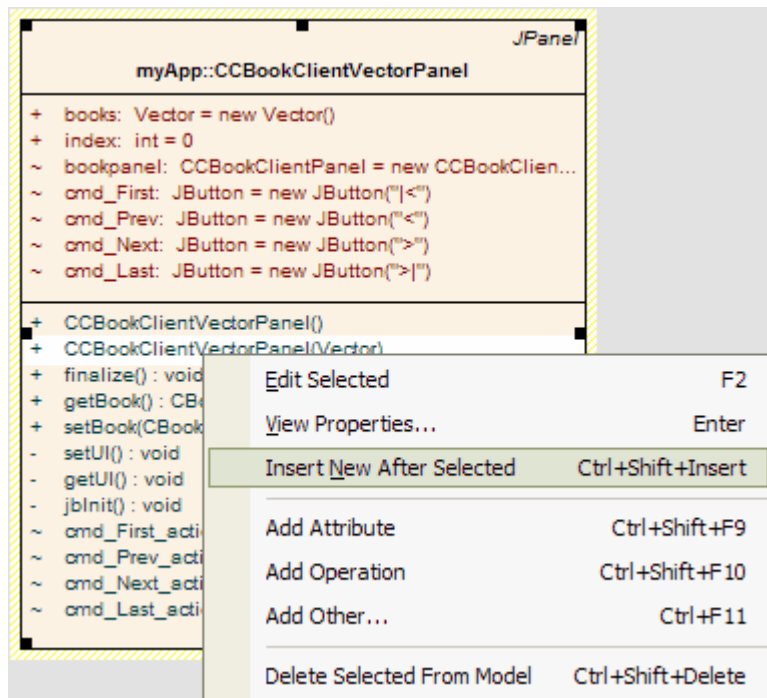 JPanel
myApp::CCBookClientVectorPanel
+ books: Vector = new Vector()
+ index: int = 0
~ bookpanel: CCBookClientPanel = new CCBookClien...
~ cmd_First: JButton = new JButton("|<")
~ cmd_Prev: JButton = new JButton("<")
~ cmd_Next: JButton = new JButton(">")
~ cmd_Last: JButton = new JButton(">|")
+ CCBookClientVectorPanel()
+ CCBookClientVectorPanel(Vector)
+ finalize() : void
+ getBook() : CBo
+ setBook(CBook
- setUI() : void
- getUI() : void
- jbInit() : void
~ cmd_First_acti
~ cmd_Prev_acti
~ cmd_Next_acti
~ cmd_Last_acti
Edit Selected F2
View Properties... Enter
Insert New After Selected Ctrl+Shift+Insert
Add Attribute Ctrl+Shift+F9
Add Operation Ctrl+Shift+F10
Add Other... Ctrl+F11
Delete Selected From Model Ctrl+Shift+Delete